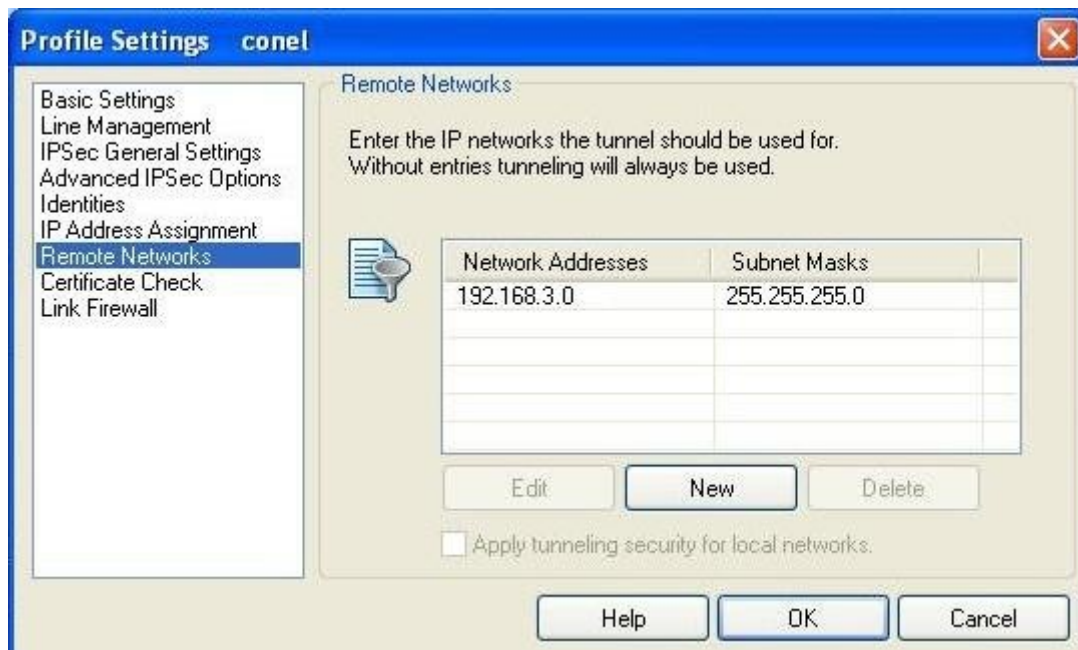 Profile Settings conel
Basic Settings
Line Management
IPSec General Settings
Advanced IPSec Options
Identities
IP Address Assignment
Remote Networks
Certificate Check
Link Firewall
Remote Networks
Enter the IP networks the tunnel should be used for.
Without entries tunneling will always be used.
Network Addresses Subnet Masks
192.168.3.0 255.255.255.0
Edit New Delete
Apply tunneling security for local networks.
Help OK Cancel